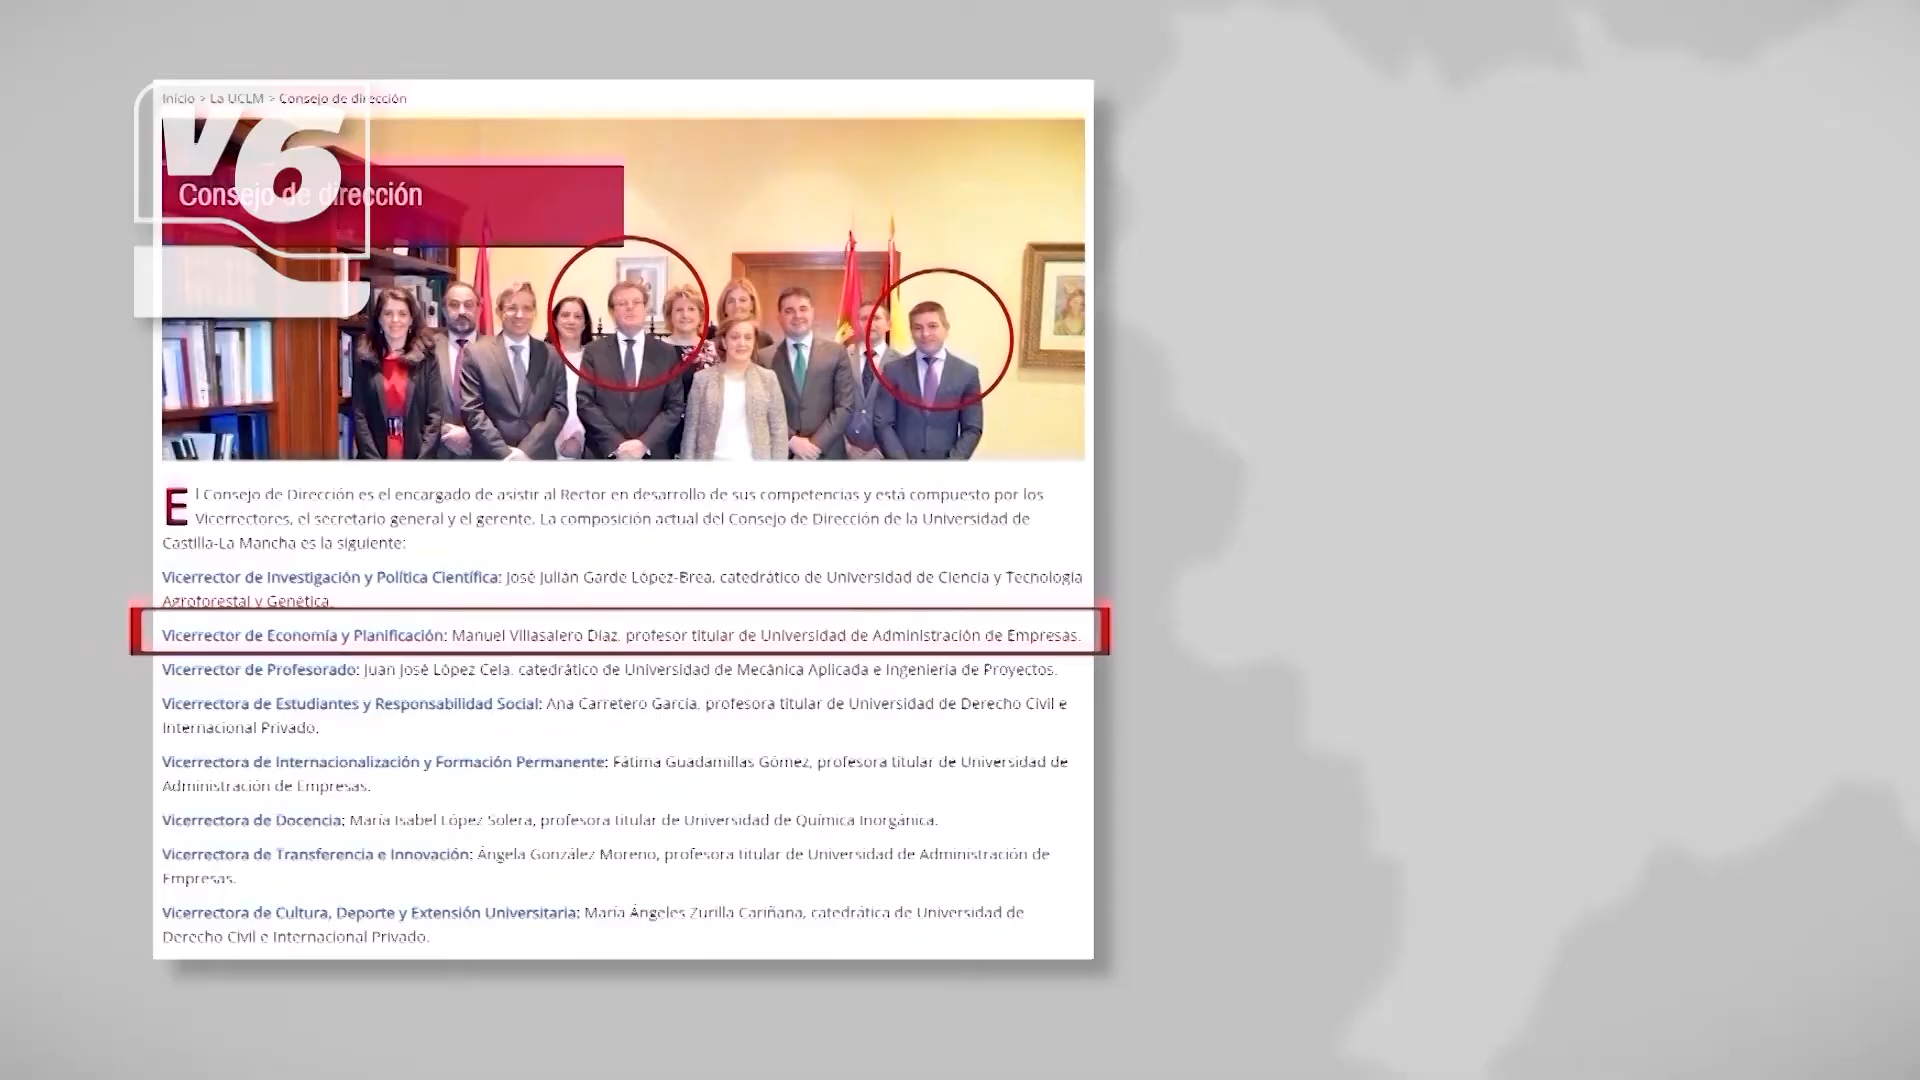 Inicio > La UCLM > Consejo de dirección
V6
Consejo de dirección
El Consejo de Dirección es el encargado de asistir al Rector en desarrollo de sus competencias y está compuesto por los
Vicerrectores, el secretario general y el gerente. La composición actual del Consejo de Dirección de la Universidad de
Castilla-La Mancha es la siguiente:
Vicerrector de Investigación y Política Científica: José Julián Garde López-Brea, catedrático de Universidad de Ciencia y Tecnología
Agroforestal y Genética.
Vicerrector de Economía y Planificación: Manuel Villasalero Díaz, profesor titular de Universidad de Administración de Empresas.
Vicerrector de Profesorado: Juan José López Cela, catedrático de Universidad de Mecánica Aplicada e Ingeniería de Proyectos.
Vicerrectora de Estudiantes y Responsabilidad Social: Ana Carretero García, profesora titular de Universidad de Derecho Civil e
Internacional Privado.
Vicerrectora de Internacionalización y Formación Permanente: Fátima Guadamillas Gómez, profesora titular de Universidad de
Administración de Empresas.
Vicerrectora de Docencia: María Isabel López Solera, profesora titular de Universidad de Química Inorgánica.
Vicerrectora de Transferencia e Innovación: Ángela González Moreno, profesora titular de Universidad de Administración de
Empresas.
Vicerrectora de Cultura, Deporte y Extensión Universitaria: María Ángeles Zurilla Cariñana, catedrática de Universidad de
Derecho Civil e Internacional Privado.